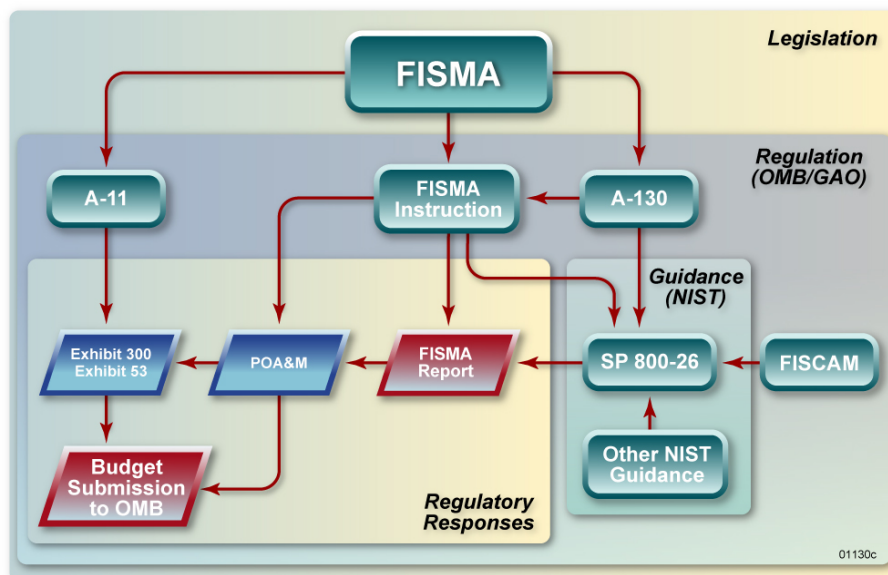 Legislation
FISMA
Regulation
(OMB/GAO)
A-11
FISMA
Instruction
A-130
Guidance
(NIST)
Exhibit 300
Exhibit 53
POA&M
FISMA
Report
SP 800-26
FISCAM
Budget
Submission
to OMB
Other NIST
Guidance
Regulatory
Responses
01130c